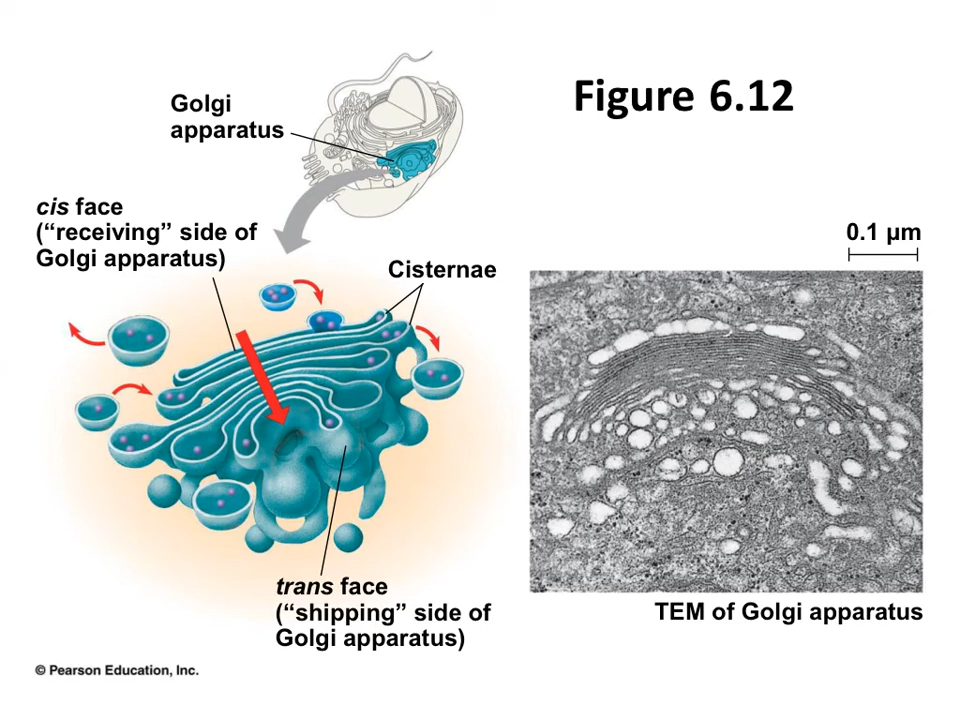 Figure 6.12
Golgi
apparatus
cis face
(“receiving” side of
Golgi apparatus)
Cisternae
0.1 μm
trans face
(“shipping” side of
Golgi apparatus)
TEM of Golgi apparatus
© Pearson Education, Inc.